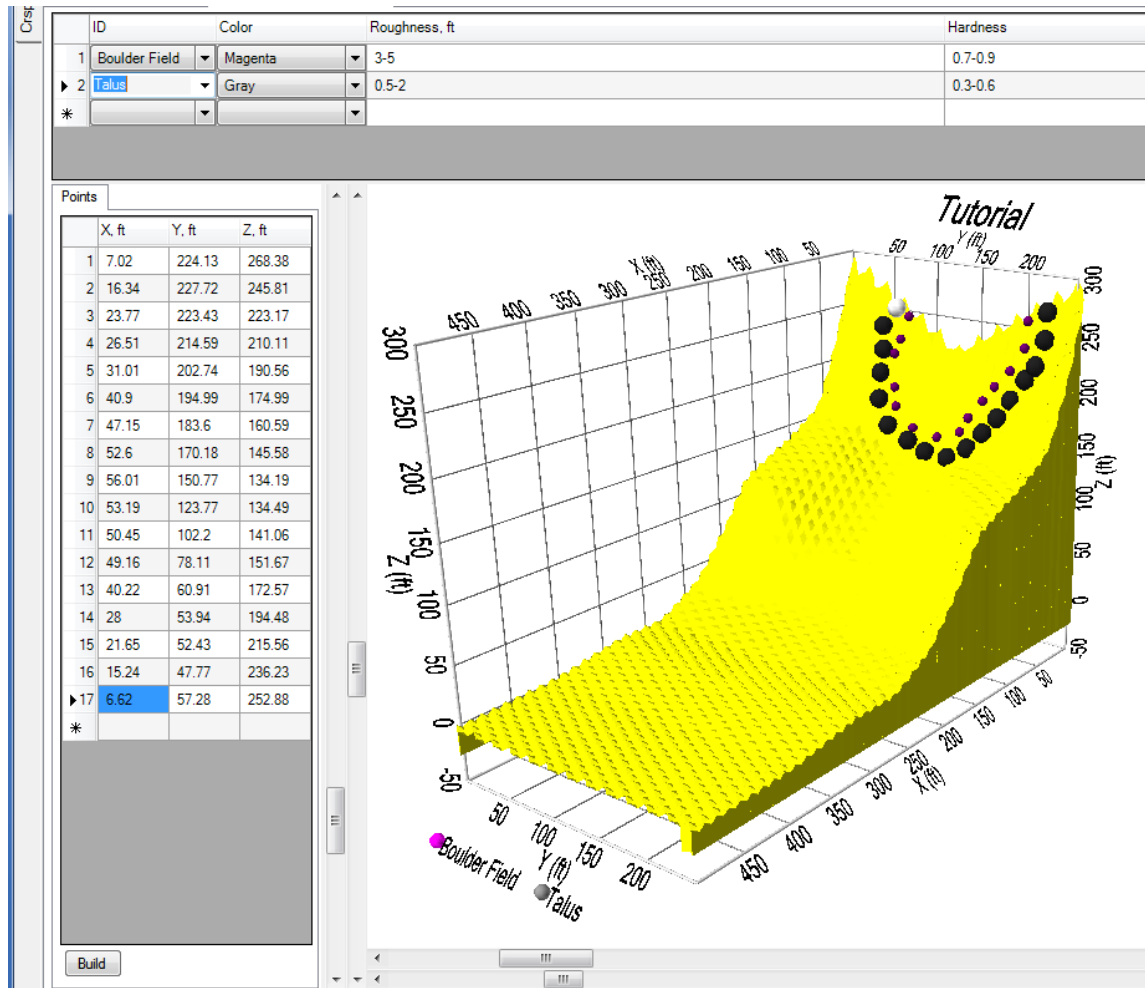 Crsp
ID Color Roughness, ft Hardness
1 Boulder Field Magenta 3-5 0.7-0.9
2 Talus Gray 0.5-2 0.3-0.6
Points
X, ft Y, ft Z, ft
1 7.02 224.13 268.38
2 16.34 227.72 245.81
3 23.77 223.43 223.17
4 26.51 214.59 210.11
5 31.01 202.74 190.56
6 40.9 194.99 174.99
7 47.15 183.6 160.59
8 52.6 170.18 145.58
9 56.01 150.77 134.19
10 53.19 123.77 134.49
11 50.45 102.2 141.06
12 49.16 78.11 151.67
13 40.22 60.91 172.57
14 28 53.94 194.48
15 21.65 52.43 215.56
16 15.24 47.77 236.23
17 6.62 57.28 252.88
Build
Tutorial
Y (ft)
50 100 150 200
X (ft)
450 400 350 300 250 200 150 100 50
300 250 200 150 100 50 0 -50
Z (ft)
300 250 200 150 100 50 0 -50
Z (ft)
50 100 150 200
Y (ft)
450 400 350 300 250 200 150 100 50
X (ft)
Boulder Field
Talus